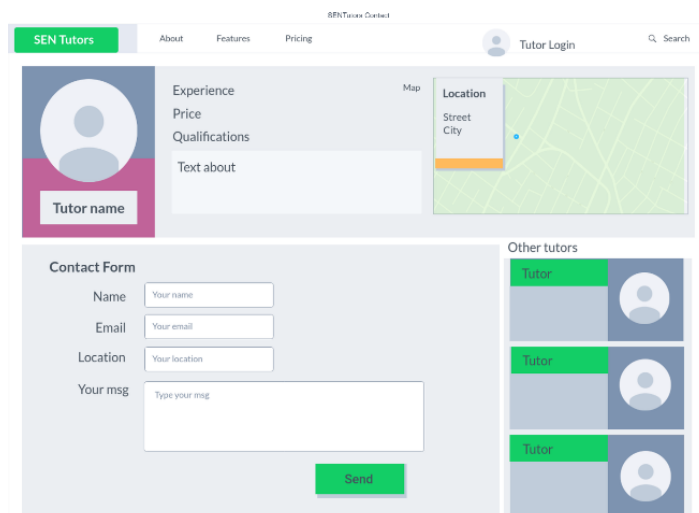 SENTutors Contact
SEN Tutors
About
Features
Pricing
Tutor Login
Search
Tutor name
Experience
Price
Qualifications
Text about
Map
Location
Street
City
Contact Form
Name
Your name
Email
Your email
Location
Your location
Your msg
Type your msg
Send
Other tutors
Tutor
Tutor
Tutor